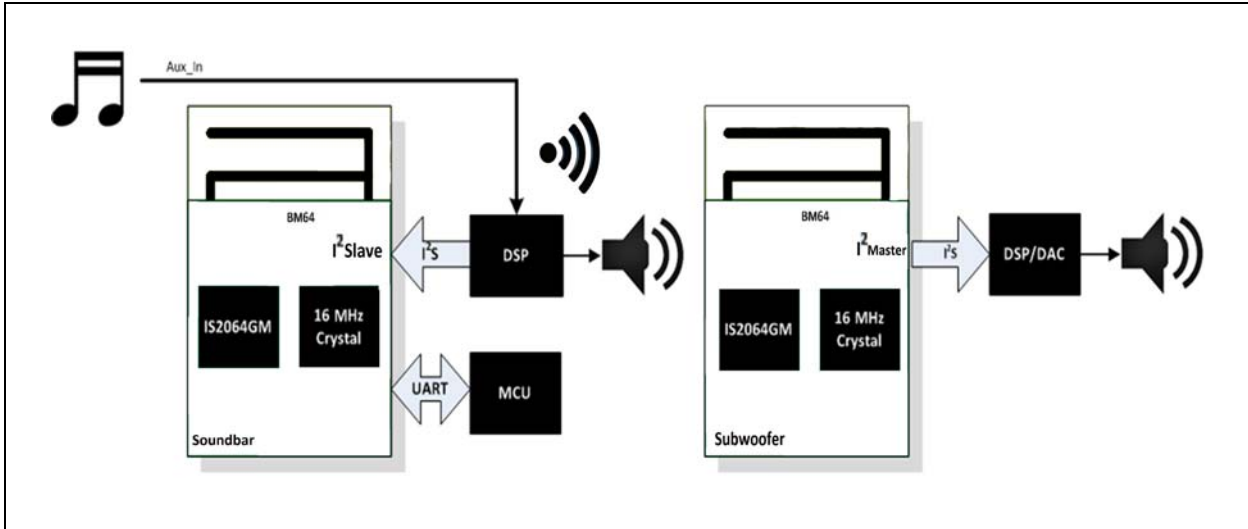 Aux_In
BM64
I²Slave
I²S
DSP
IS2064GM
16 MHz
Crystal
UART
MCU
Soundbar
BM64
I²Master
I²S
DSP/DAC
IS2064GM
16 MHz
Crystal
Subwoofer